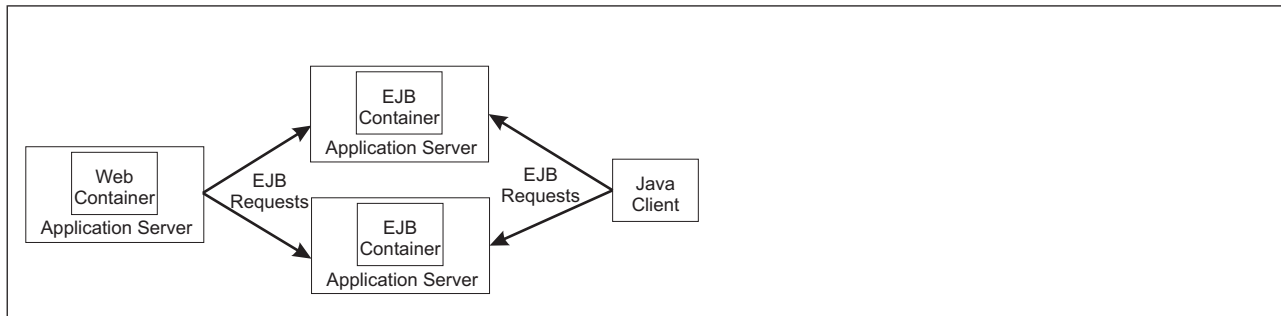 EJB
Container
Application Server
Web
Container
Application Server
EJB
Requests
EJB
Requests
Java
Client
EJB
Container
Application Server